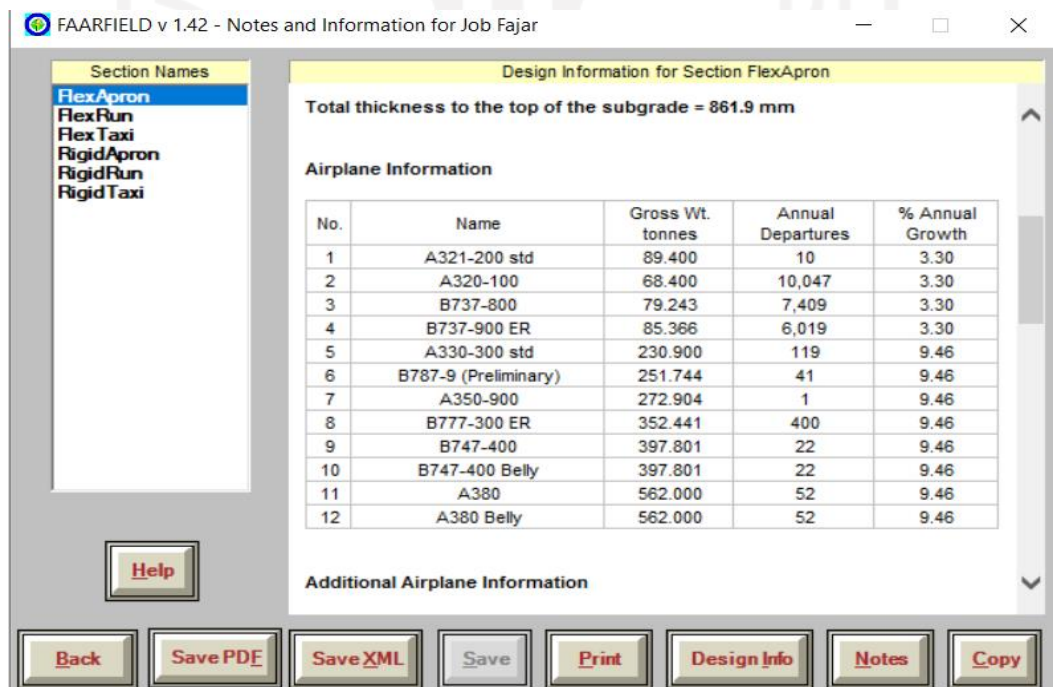 FAARFIELD v 1.42 - Notes and Information for Job Fajar
Section Names
FlexApron
FlexRun
FlexTaxi
RigidApron
RigidRun
RigidTaxi
Design Information for Section FlexApron
Total thickness to the top of the subgrade = 861.9 mm
Airplane Information
No. Name Gross Wt. tonnes Annual Departures % Annual Growth
1 A321-200 std 89.400 10 3.30
2 A320-100 68.400 10,047 3.30
3 B737-800 79.243 7,409 3.30
4 B737-900 ER 85.366 6,019 3.30
5 A330-300 std 230.900 119 9.46
6 B787-9 (Preliminary) 251.744 41 9.46
7 A350-900 272.904 1 9.46
8 B777-300 ER 352.441 400 9.46
9 B747-400 397.801 22 9.46
10 B747-400 Belly 397.801 22 9.46
11 A380 562.000 52 9.46
12 A380 Belly 562.000 52 9.46
Additional Airplane Information
Help
Back Save PDF Save XML Save Print Design Info Notes Copy